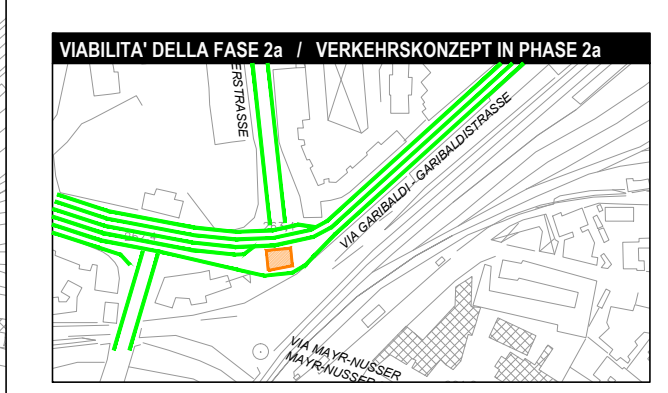 VIABILITA' DELLA FASE 2a / VERKEHRSKONZEPT IN PHASE 2a
ERSTRASSE
VIA GARIBALDI - GARIBALDISTRASSE
VIA MAYR-NUSSER
MAYR-NUSSER